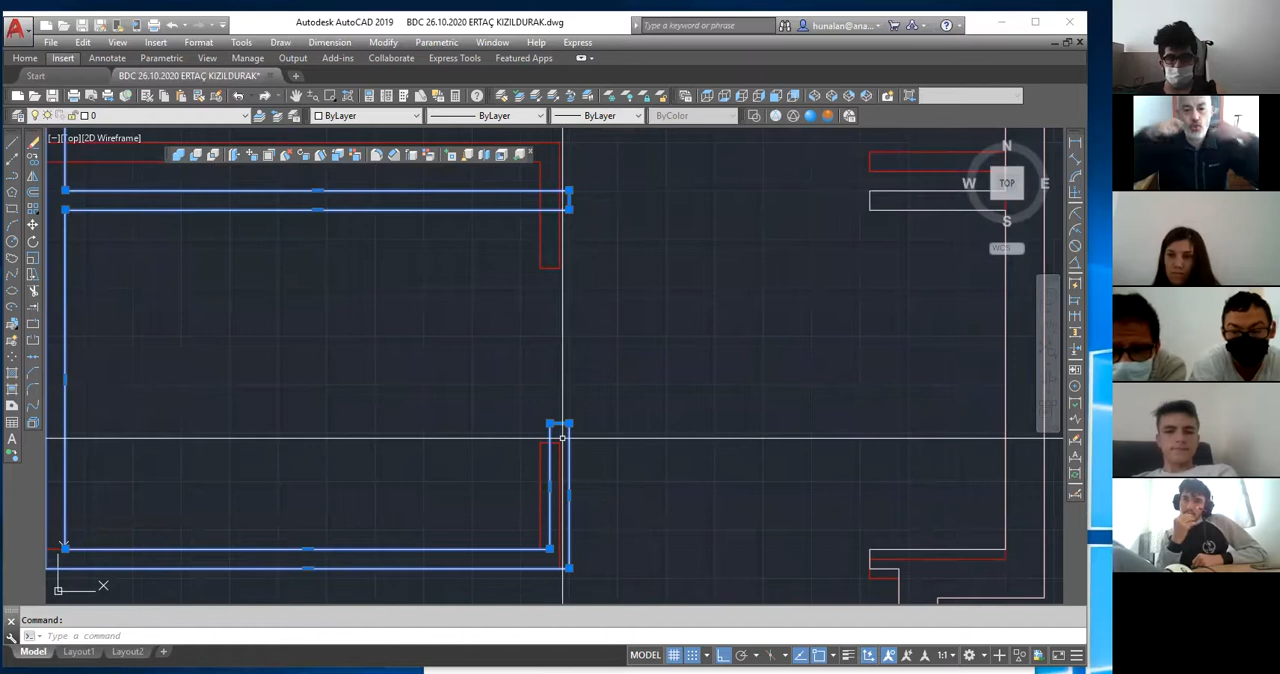 Autodesk AutoCAD 2019 BDC 26.10.2020 ERTAÇ KIZILDURAK.dwg Type a keyword or phrase hunalan@ana...
File Edit View Insert Format Tools Draw Dimension Modify Parametric Window Help Express
Home Insert Annotate Parametric View Manage Output Add-ins Collaborate Express Tools Featured Apps
Start BDC 26.10.2020 ERTAÇ KIZILDURAK*
0 ByLayer ByLayer ByLayer ByColor
[−][Top][2D Wireframe]
N
W TOP E
S
WCS
X
Command:
Type a command
Model Layout1 Layout2 MODEL 1:1